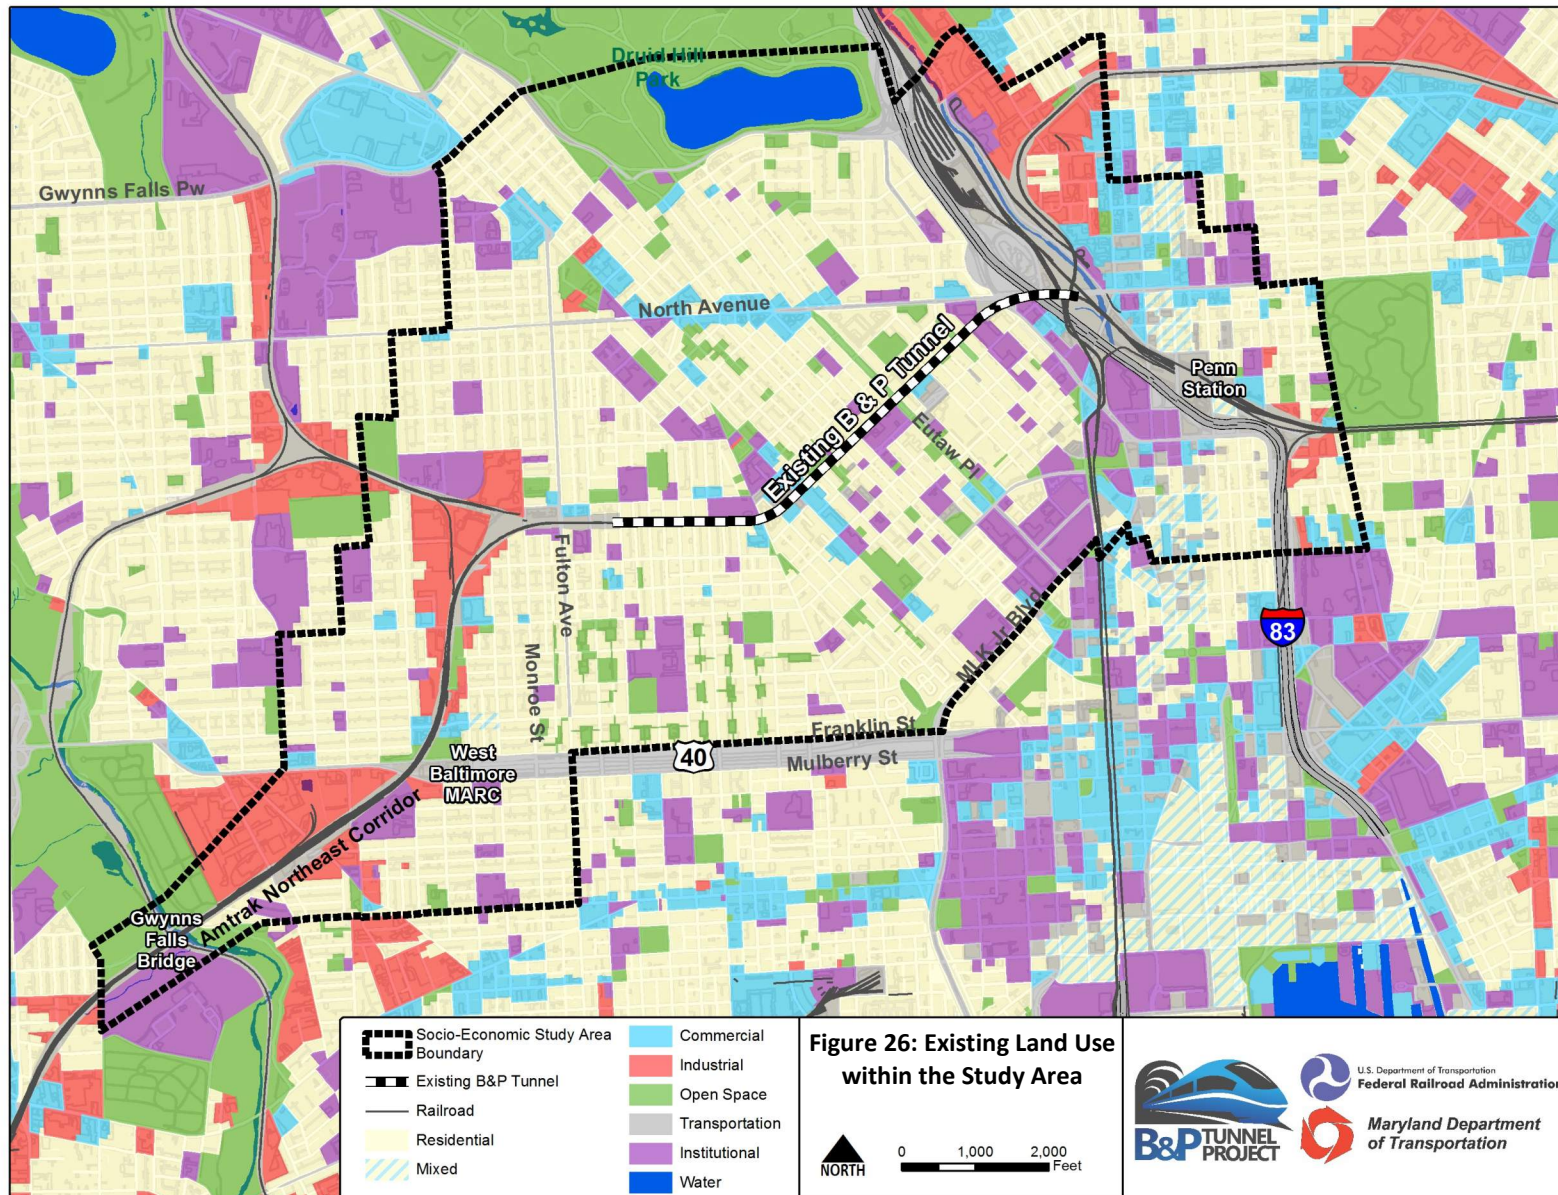 Druid Hill
Park
Gwynns Falls Pw
North Avenue
Existing B & P Tunnel
Penn
Station
Eutaw Pl
Fulton Ave
Monroe St
MLK Jr Blvd
83
Franklin St
40
Mulberry St
West
Baltimore
MARC
Amtrak Northeast Corridor
Gwynns
Falls
Bridge
Socio-Economic Study Area
Boundary
Existing B&P Tunnel
Railroad
Residential
Mixed
Commercial
Industrial
Open Space
Transportation
Institutional
Water
Figure 26: Existing Land Use
within the Study Area
NORTH
0 1,000 2,000
Feet
B&P TUNNEL
PROJECT
U.S. Department of Transportation
Federal Railroad Administration
Maryland Department
of Transportation